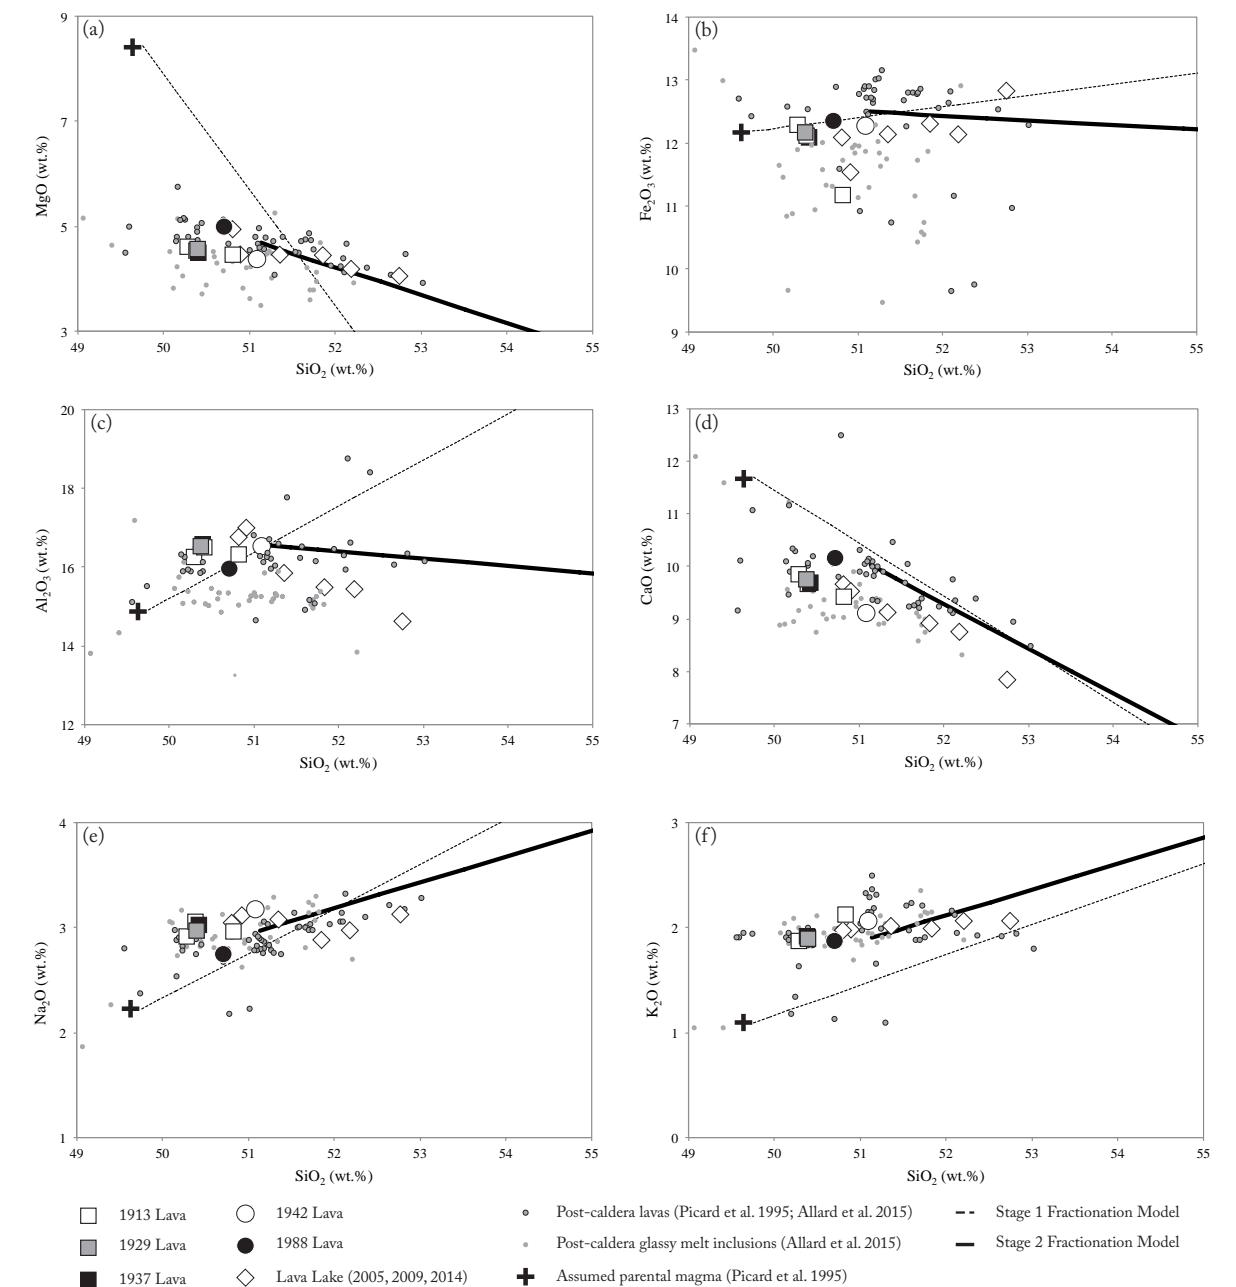 (a)
9
7
5
3
MgO (wt.%)
49 50 51 52 53 54 55
SiO2 (wt.%)
(b)
14
13
12
11
10
9
Fe2O3 (wt.%)
49 50 51 52 53 54 55
SiO2 (wt.%)
(c)
20
18
16
14
12
Al2O3 (wt.%)
49 50 51 52 53 54 55
SiO2 (wt.%)
(d)
13
12
11
10
9
8
7
CaO (wt.%)
49 50 51 52 53 54 55
SiO2 (wt.%)
(e)
4
3
2
1
Na2O (wt.%)
49 50 51 52 53 54 55
SiO2 (wt.%)
(f)
3
2
1
0
K2O (wt.%)
49 50 51 52 53 54 55
SiO2 (wt.%)
1913 Lava
1929 Lava
1937 Lava
1942 Lava
1988 Lava
Lava Lake (2005, 2009, 2014)
Post-caldera lavas (Picard et al. 1995; Allard et al. 2015)
Post-caldera glassy melt inclusions (Allard et al. 2015)
Assumed parental magma (Picard et al. 1995)
Stage 1 Fractionation Model
Stage 2 Fractionation Model